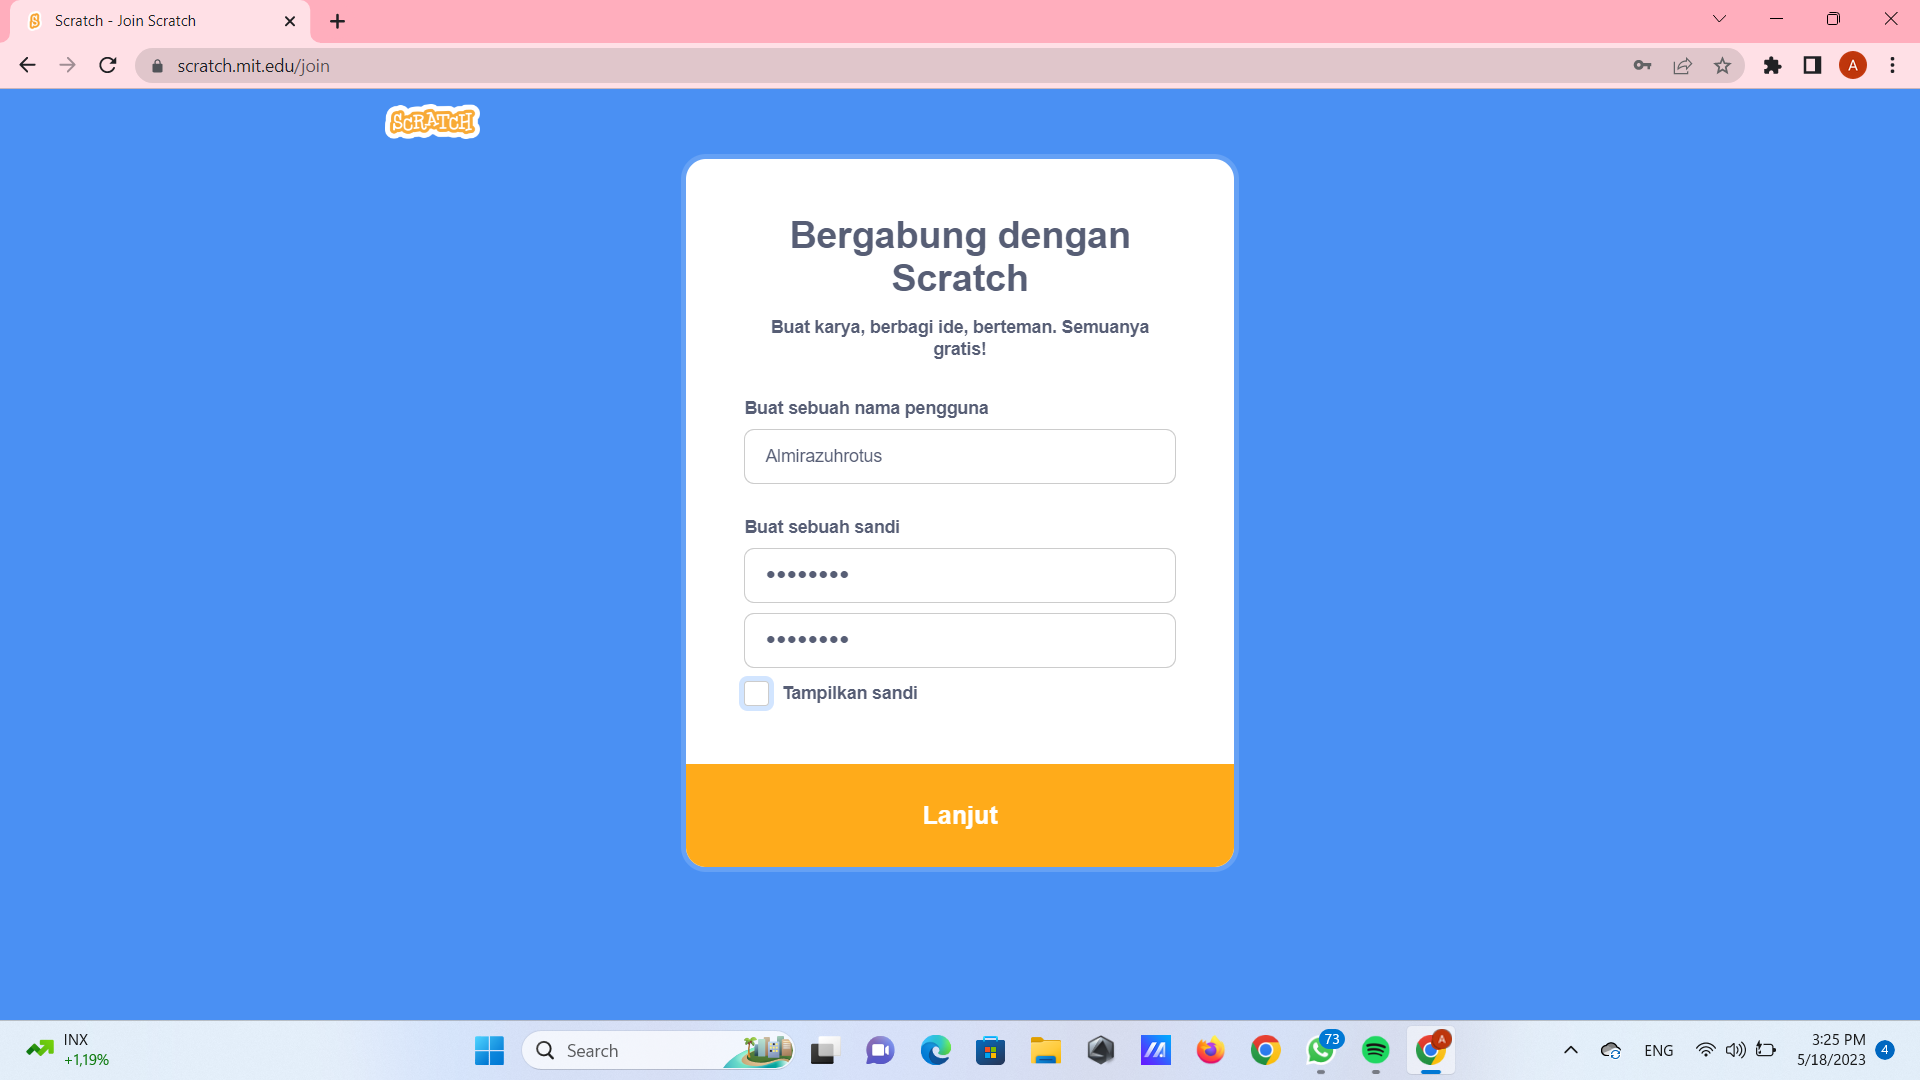 Scratch - Join Scratch
scratch.mit.edu/join
A
SCRATCH
Bergabung dengan
Scratch
Buat karya, berbagi ide, berteman. Semuanya
gratis!
Buat sebuah nama pengguna
Almirazuhrotus
Buat sebuah sandi
••••••••
••••••••
Tampilkan sandi
Lanjut
INX
+1,19%
Search
73
A
ENG
3:25 PM
5/18/2023
4